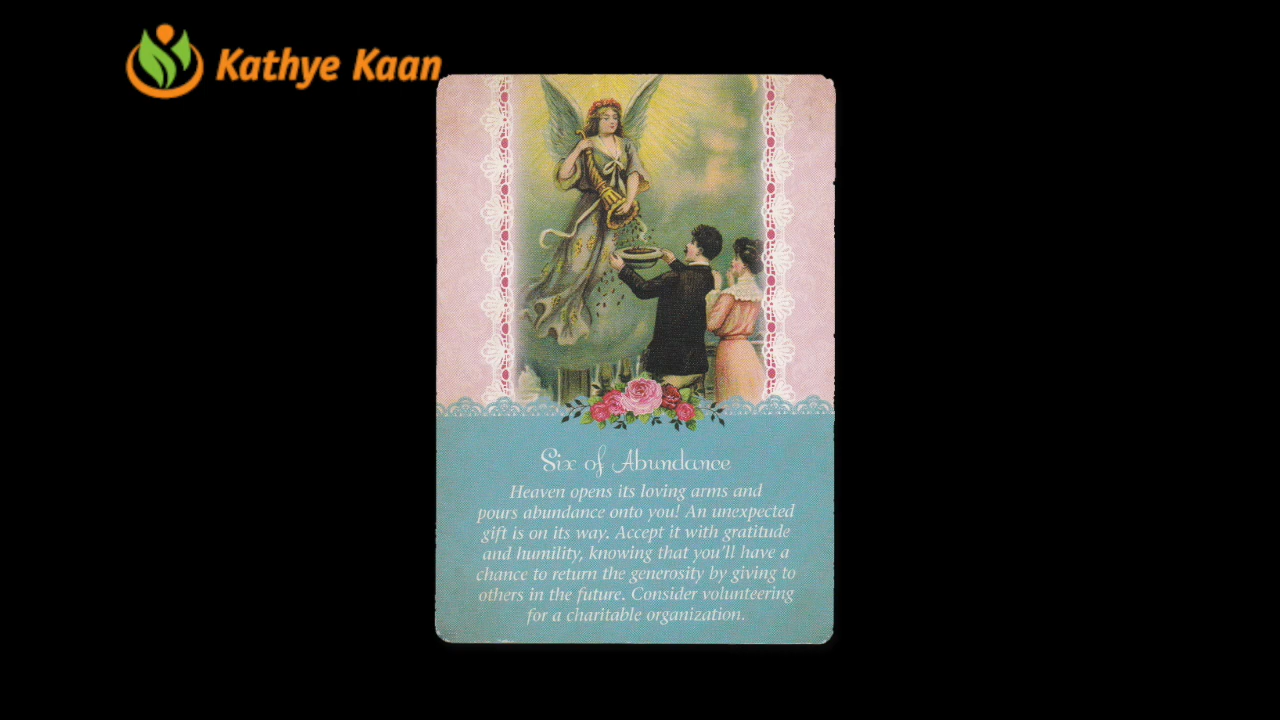 Kathye Kaan
Six of Abundance
Heaven opens its loving arms and
pours abundance onto you! An unexpected
gift is on its way. Accept it with gratitude
and humility, knowing that you'll have a
chance to return the generosity by giving to
others in the future. Consider volunteering
for a charitable organization.